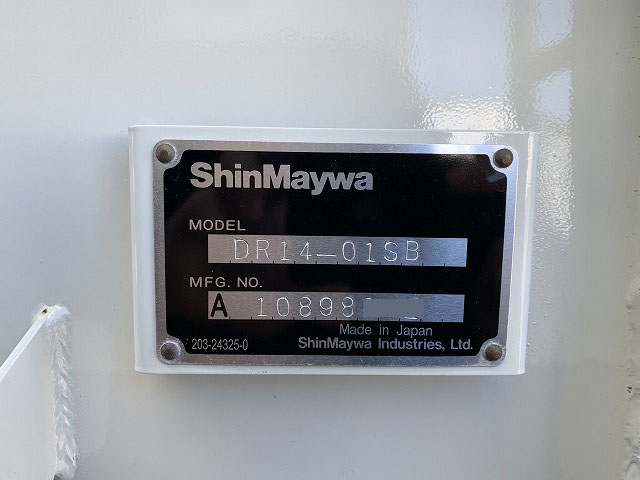 ShinMaywa
MODEL
DR14-01SB
MFG. NO.
A 10898
Made in Japan
203-24325-0 ShinMaywa Industries, Ltd.